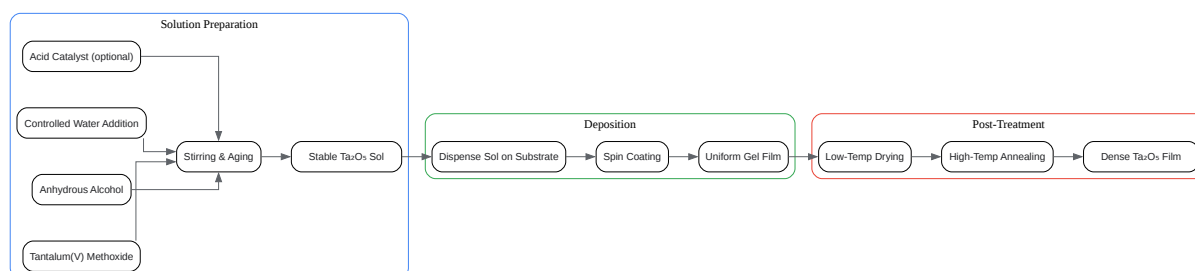 Solution Preparation
Acid Catalyst (optional)
Controlled Water Addition
Stirring & Aging
Stable Ta₂O₅ Sol
Anhydrous Alcohol
Tantalum(V) Methoxide
Deposition
Dispense Sol on Substrate
Spin Coating
Uniform Gel Film
Post-Treatment
Low-Temp Drying
High-Temp Annealing
Dense Ta₂O₅ Film